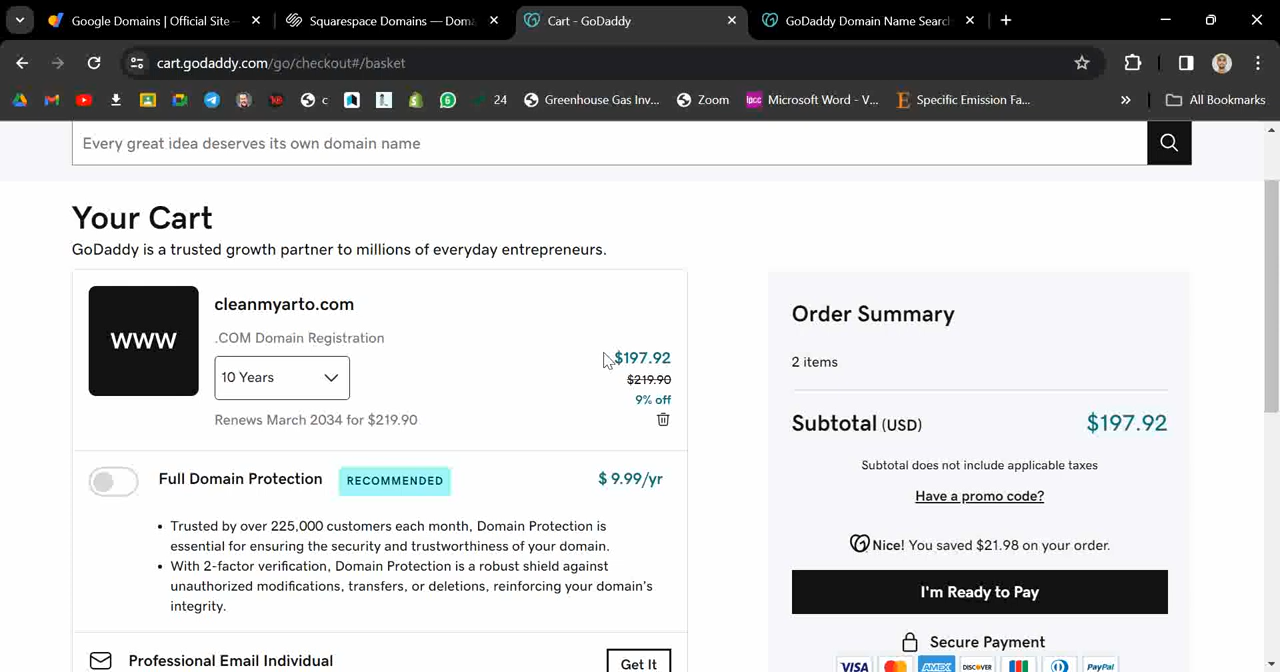 Google Domains | Official Site –
Squarespace Domains — Doma
Cart - GoDaddy
GoDaddy Domain Name Search
cart.godaddy.com/go/checkout#/basket
c
24
Greenhouse Gas Inv...
Zoom
ipcc
Microsoft Word - V...
E
Specific Emission Fa...
All Bookmarks
Every great idea deserves its own domain name
Your Cart
GoDaddy is a trusted growth partner to millions of everyday entrepreneurs.
www
cleanmyarto.com
.COM Domain Registration
10 Years
$197.92
$219.90
9% off
Renews March 2034 for $219.90
Full Domain Protection
RECOMMENDED
$ 9.99/yr
• Trusted by over 225,000 customers each month, Domain Protection is
essential for ensuring the security and trustworthiness of your domain.
• With 2-factor verification, Domain Protection is a robust shield against
unauthorized modifications, transfers, or deletions, reinforcing your domain's
integrity.
Professional Email Individual
Get It
Order Summary
2 items
Subtotal (USD)
$197.92
Subtotal does not include applicable taxes
Have a promo code?
Nice! You saved $21.98 on your order.
I'm Ready to Pay
Secure Payment
VISA
AMEX
DISCOVER
PayPal